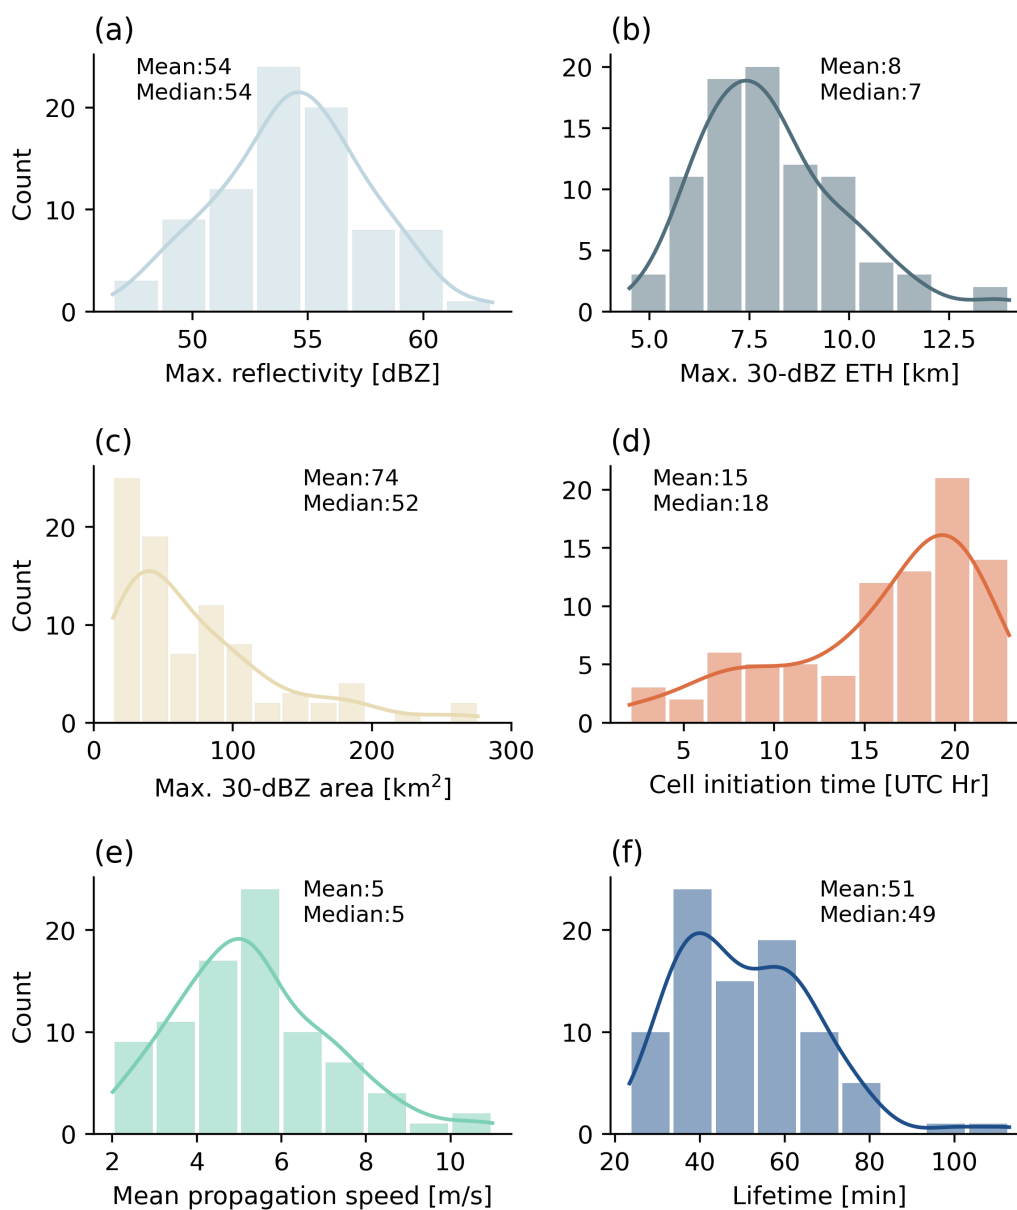 (a)
Mean:54
Median:54
20
10
0
Count
50 55 60
Max. reflectivity [dBZ]
(b)
Mean:8
Median:7
20
15
10
5
0
5.0 7.5 10.0 12.5
Max. 30-dBZ ETH [km]
(c)
Mean:74
Median:52
20
10
0
Count
0 100 200 300
Max. 30-dBZ area [km²]
(d)
Mean:15
Median:18
20
15
10
5
0
5 10 15 20
Cell initiation time [UTC Hr]
(e)
Mean:5
Median:5
20
10
0
Count
2 4 6 8 10
Mean propagation speed [m/s]
(f)
Mean:51
Median:49
20
10
0
20 40 60 80 100
Lifetime [min]